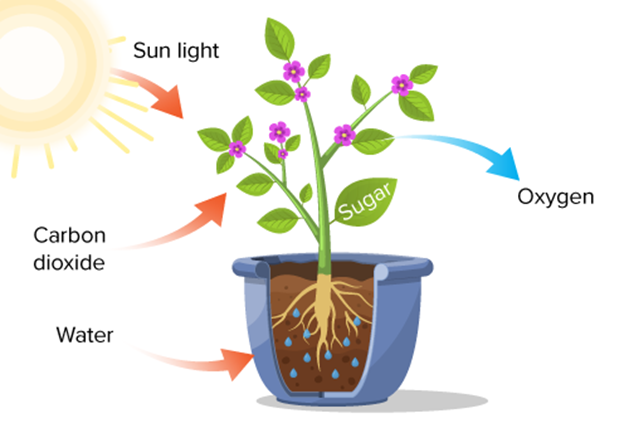 Sun light
Sugar
Oxygen
Carbon
dioxide
Water